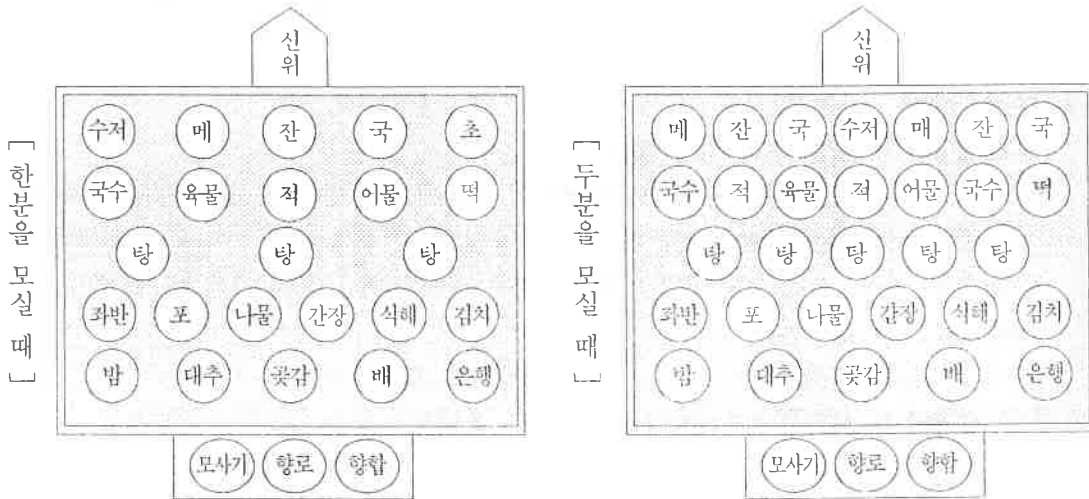 [한분을 모실 때]
신위
수저 메 잔 국 초
국수 육물 적 어물 떡
탕 탕 탕
좌반 포 나물 간장 식혜 김치
밤 대추 곶감 배 은행
모사기 향로 향합
[두분을 모실 때]
신위
메 잔 국 수저 매 잔 국
국수 적 육물 적 어물 국수 떡
탕 탕 탕 탕 탕
좌반 포 나물 간장 식혜 김치
밤 대추 곶감 배 은행
모사기 향로 향합